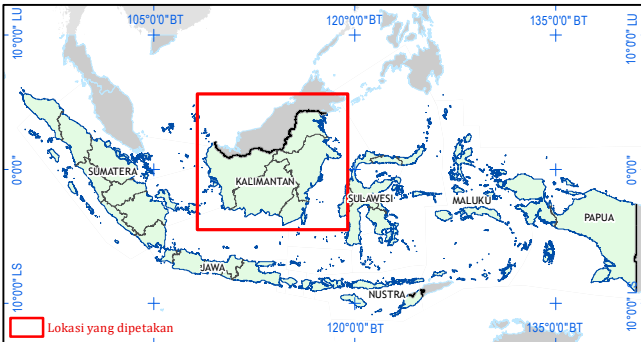 105°0'0"BT 120°0'0"BT 135°0'0"BT
10°0'0" LU 10°0'0" LU
0°0'0" 0°0'0"
SUMATERA
KALIMANTAN
SULAWESI
MALUKU
PAPUA
JAWA
NUSTRA
10°0'0"LS 10°0'0"LS
Lokasi yang dipetakan
120°0'0"BT 135°0'0"BT